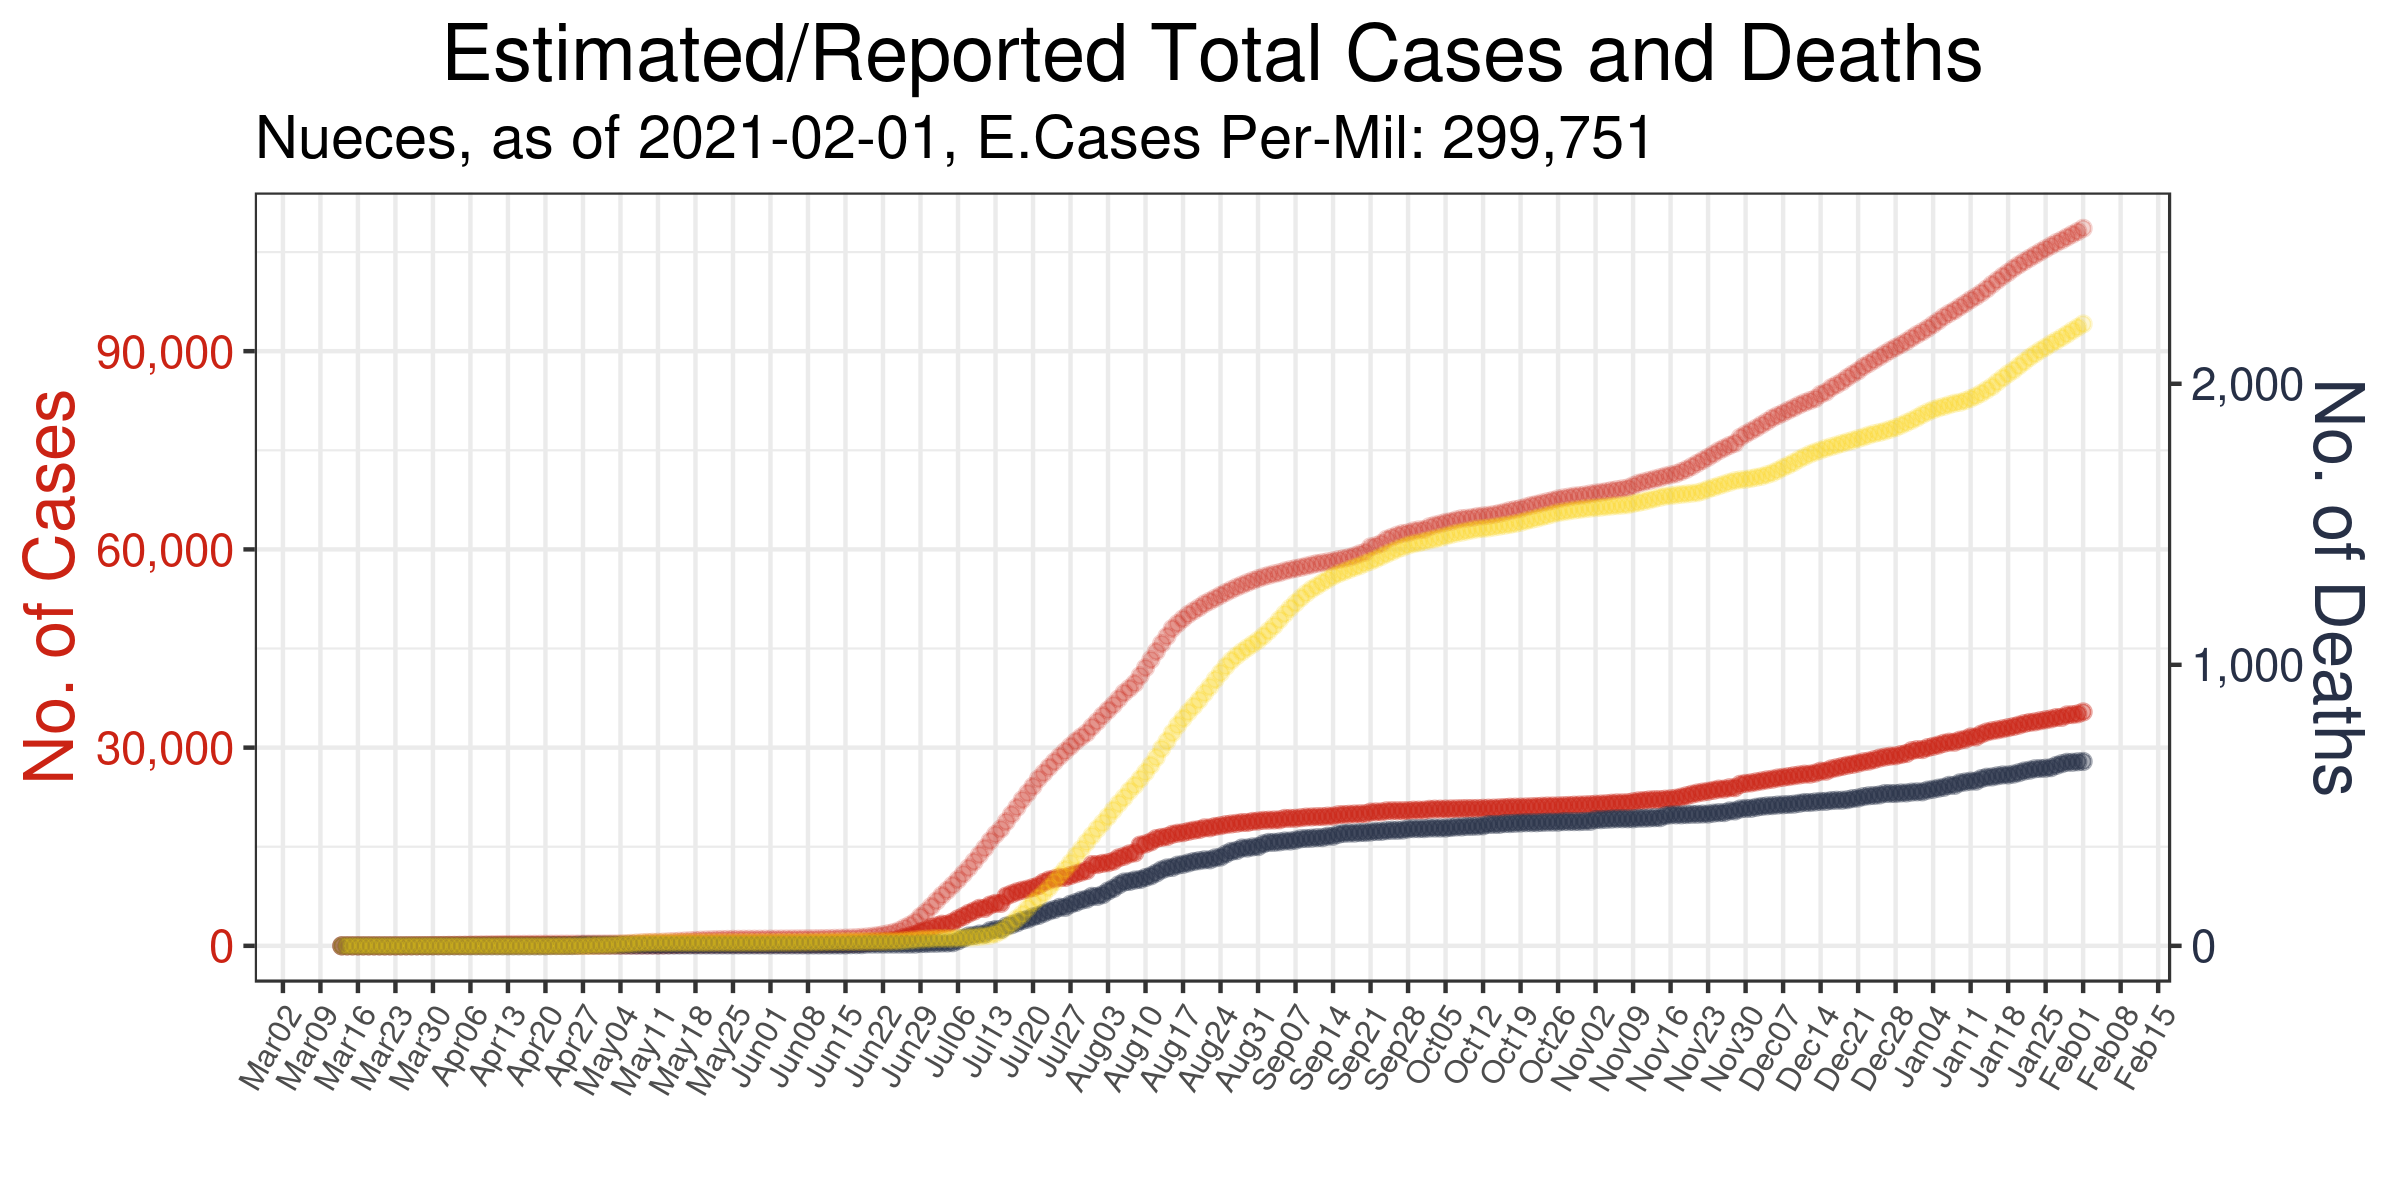 Estimated/Reported Total Cases and Deaths
Nueces, as of 2021-02-01, E.Cases Per-Mil: 299,751
No. of Cases
90,000
60,000
30,000
0
2,000
1,000
0
No. of Deaths
Mar02 Mar09 Mar16 Mar23 Mar30 Apr06 Apr13 Apr20 Apr27 May04 May11 May18 May25 Jun01 Jun08 Jun15 Jun22 Jun29 Jul06 Jul13 Jul20 Jul27 Aug03 Aug10 Aug17 Aug24 Aug31 Sep07 Sep14 Sep21 Sep28 Oct05 Oct12 Oct19 Oct26 Nov02 Nov09 Nov16 Nov23 Nov30 Dec07 Dec14 Dec21 Dec28 Jan04 Jan11 Jan18 Jan25 Feb01 Feb08 Feb15